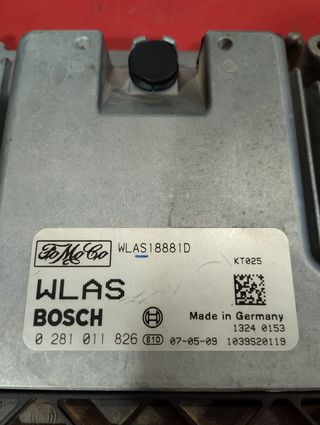 FoMoCo WLAS18881D
KT025
WLAS
BOSCH Made in Germany
1324 0153
0 281 011 826 810 07-05-09 1039S20119